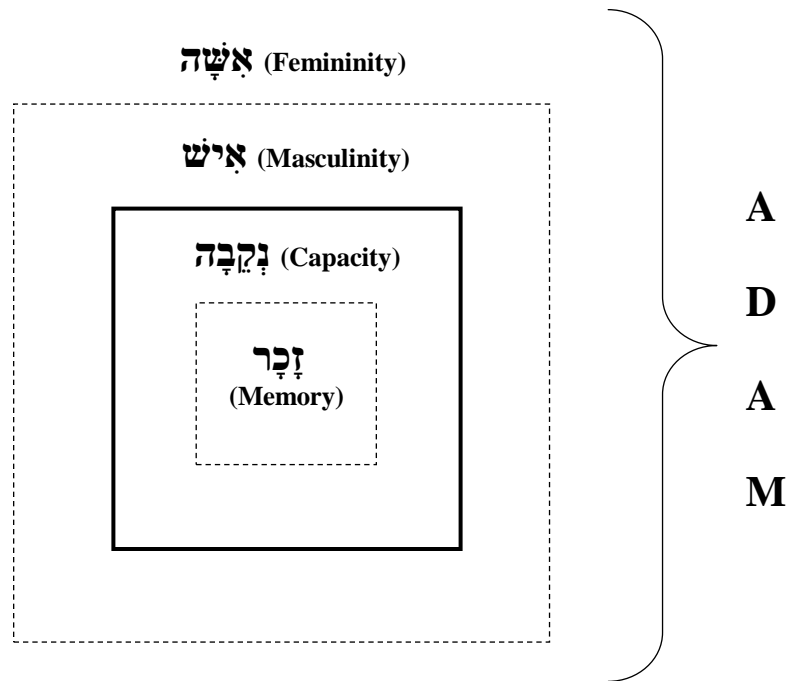 אִשָּׁה (Femininity)
אִישׁ (Masculinity)
נְקֵבָה (Capacity)
זָכָר
(Memory)
A
D
A
M